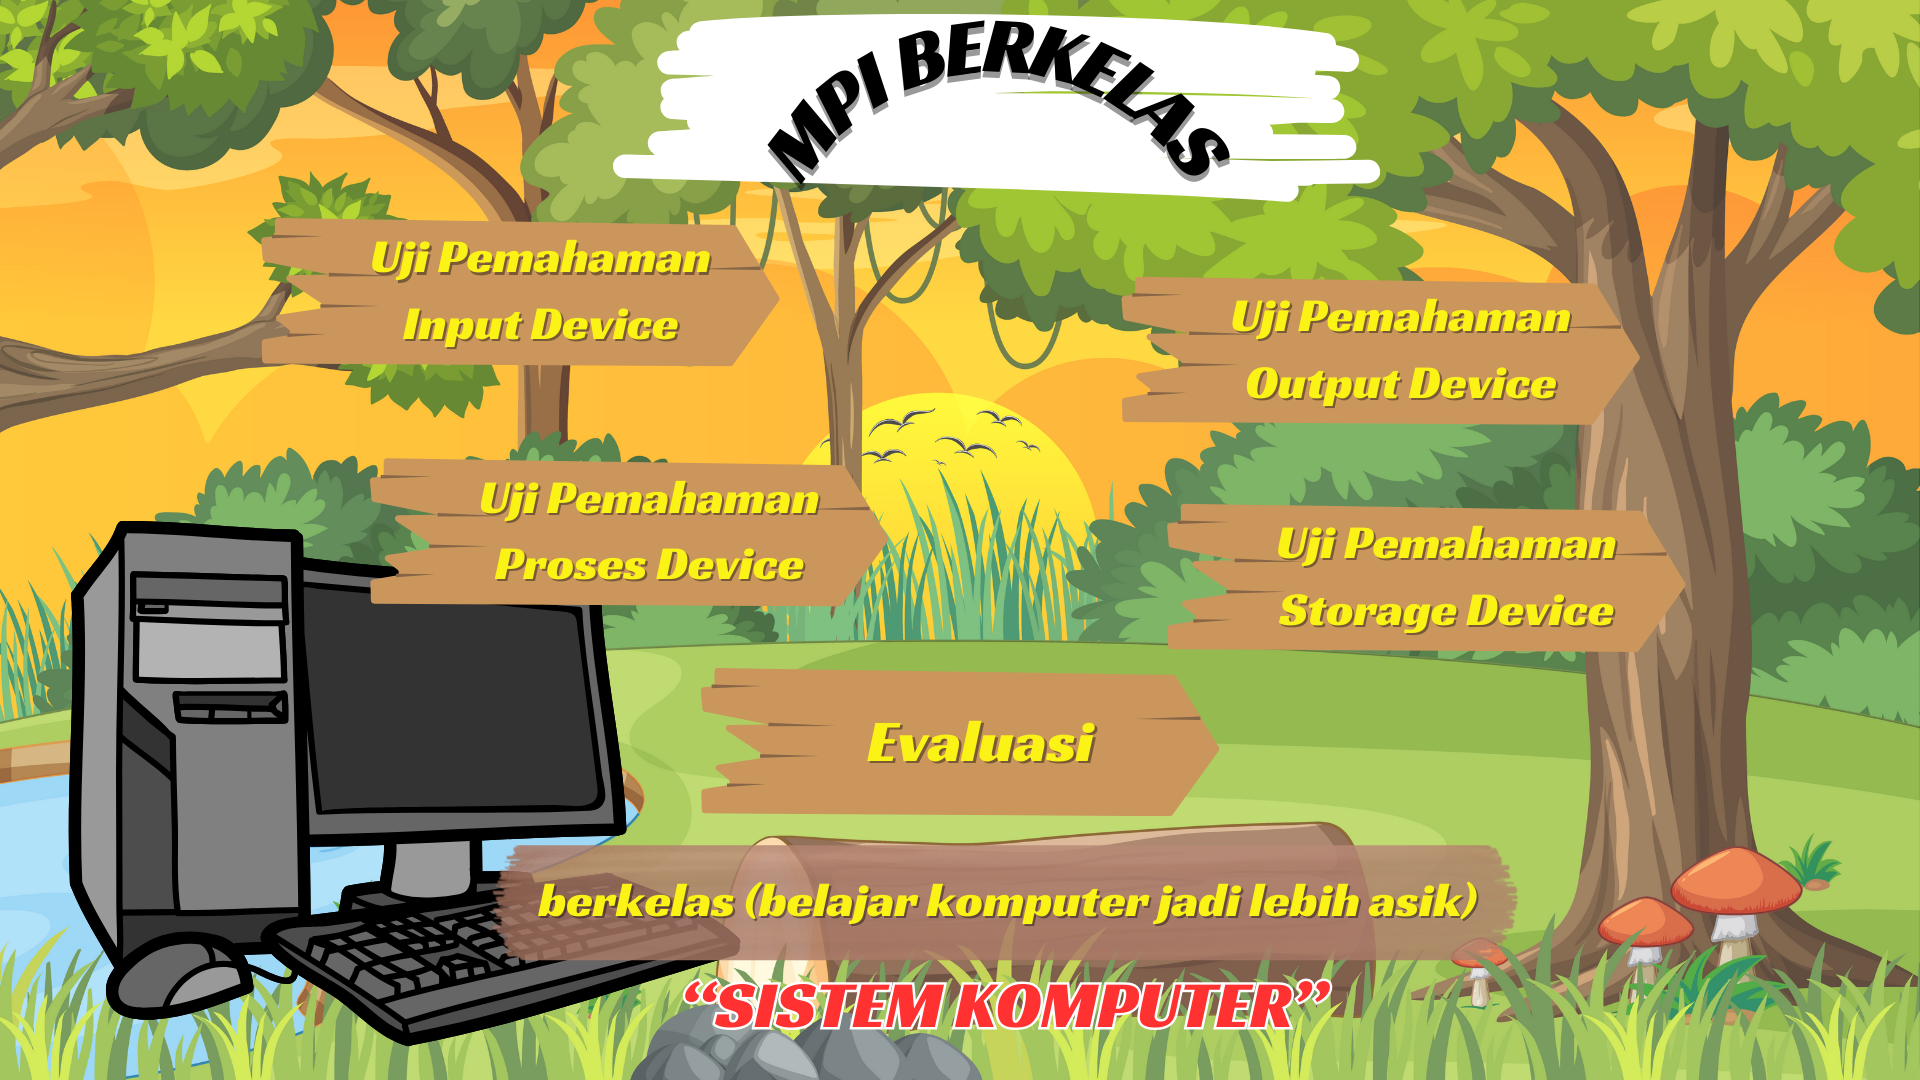 MPI BERKELAS
Uji Pemahaman
Input Device
Uji Pemahaman
Output Device
Uji Pemahaman
Proses Device
Uji Pemahaman
Storage Device
Evaluasi
berkelas (belajar komputer jadi lebih asik)
“SISTEM KOMPUTER”